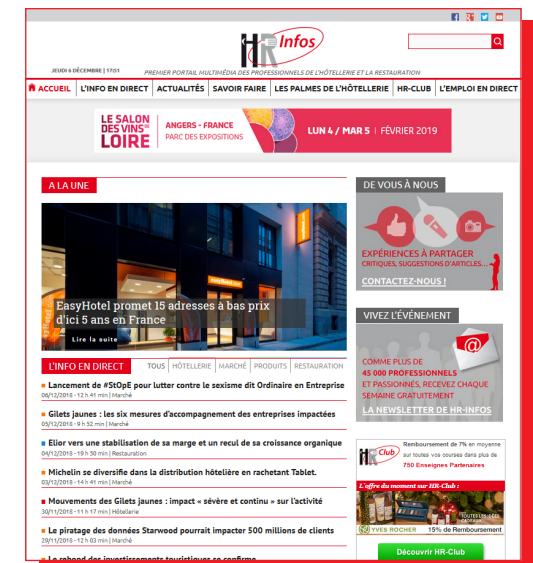 HR Infos
JEUDI 6 DÉCEMBRE | 17:51
PREMIER PORTAIL MULTIMÉDIA DES PROFESSIONNELS DE L'HÔTELLERIE ET LA RESTAURATION
ACCUEIL L'INFO EN DIRECT ACTUALITÉS SAVOIR FAIRE LES PALMES DE L'HÔTELLERIE HR-CLUB L'EMPLOI EN DIRECT
LE SALON
DES VINS DE
LOIRE
ANGERS - FRANCE
PARC DES EXPOSITIONS
LUN 4 / MAR 5 | FÉVRIER 2019
A LA UNE
EasyHotel promet 15 adresses à bas prix
d'ici 5 ans en France
Lire la suite
L'INFO EN DIRECT
TOUS | HÔTELLERIE | MARCHÉ | PRODUITS | RESTAURATION
Lancement de #StOpE pour lutter contre le sexisme dit Ordinaire en Entreprise
06/12/2018 - 12 h 41 min | Marché
Gilets jaunes : les six mesures d'accompagnement des entreprises impactées
05/12/2018 - 9 h 52 min | Marché
Elior vers une stabilisation de sa marge et un recul de sa croissance organique
04/12/2018 - 19 h 30 min | Restauration
Michelin se diversifie dans la distribution hôtelière en rachetant Tablet.
03/12/2018 - 14 h 41 min | Marché
Mouvements des Gilets jaunes : impact « sévère et continu » sur l'activité
30/11/2018 - 11 h 17 min | Hôtellerie
Le piratage des données Starwood pourrait impacter 500 millions de clients
29/11/2018 - 12 h 03 min | Marché
Le rebond des investissements touristiques se confirme
DE VOUS À NOUS
EXPÉRIENCES À PARTAGER
CRITIQUES, SUGGESTIONS D'ARTICLES...
CONTACTEZ-NOUS !
VIVEZ L'ÉVÉNEMENT
@
COMME PLUS DE
45 000 PROFESSIONNELS
ET PASSIONNÉS, RECEVEZ CHAQUE
SEMAINE GRATUITEMENT
LA NEWSLETTER DE HR-INFOS
HR Club
Remboursement de 7% en moyenne
sur toutes vos courses dans plus de
750 Enseignes Partenaires
L'offre du moment sur HR-Club :
TOUTES LES IDÉES
CADEAUX
YVES ROCHER
15% de Remboursement
Découvrir HR-Club